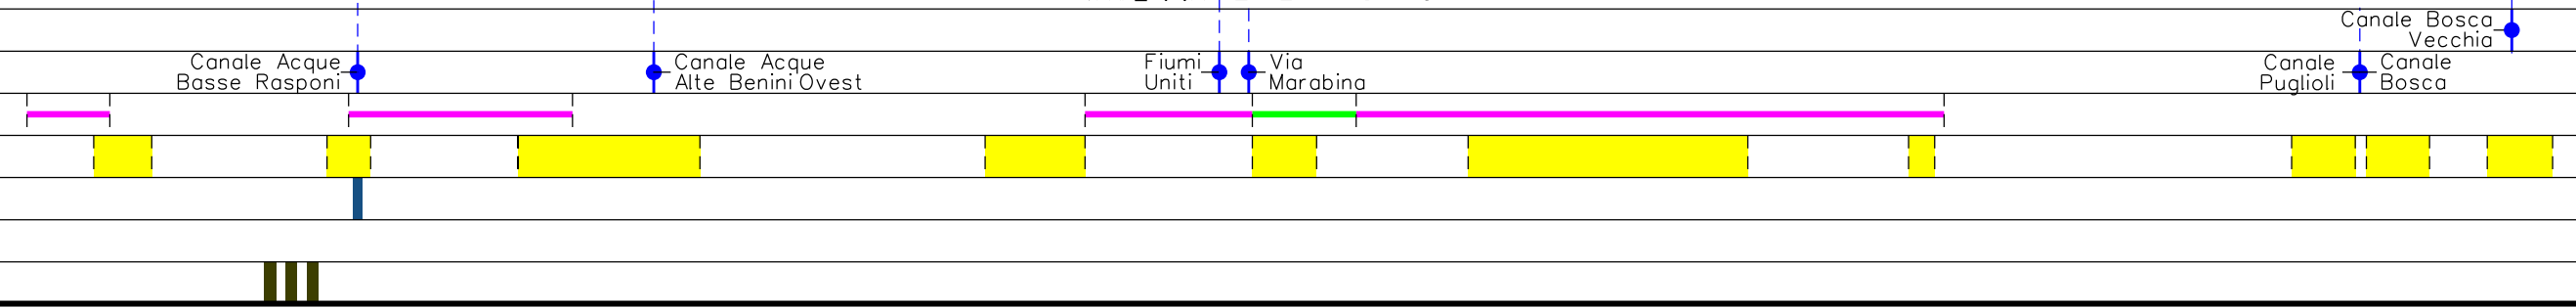 Canale Bosca
Vecchia
Canale Acque
Basse Rasponi
Canale Acque
Alte Benini Ovest
Fiumi
Uniti
Via
Marabina
Canale
Puglioli
Canale
Bosca